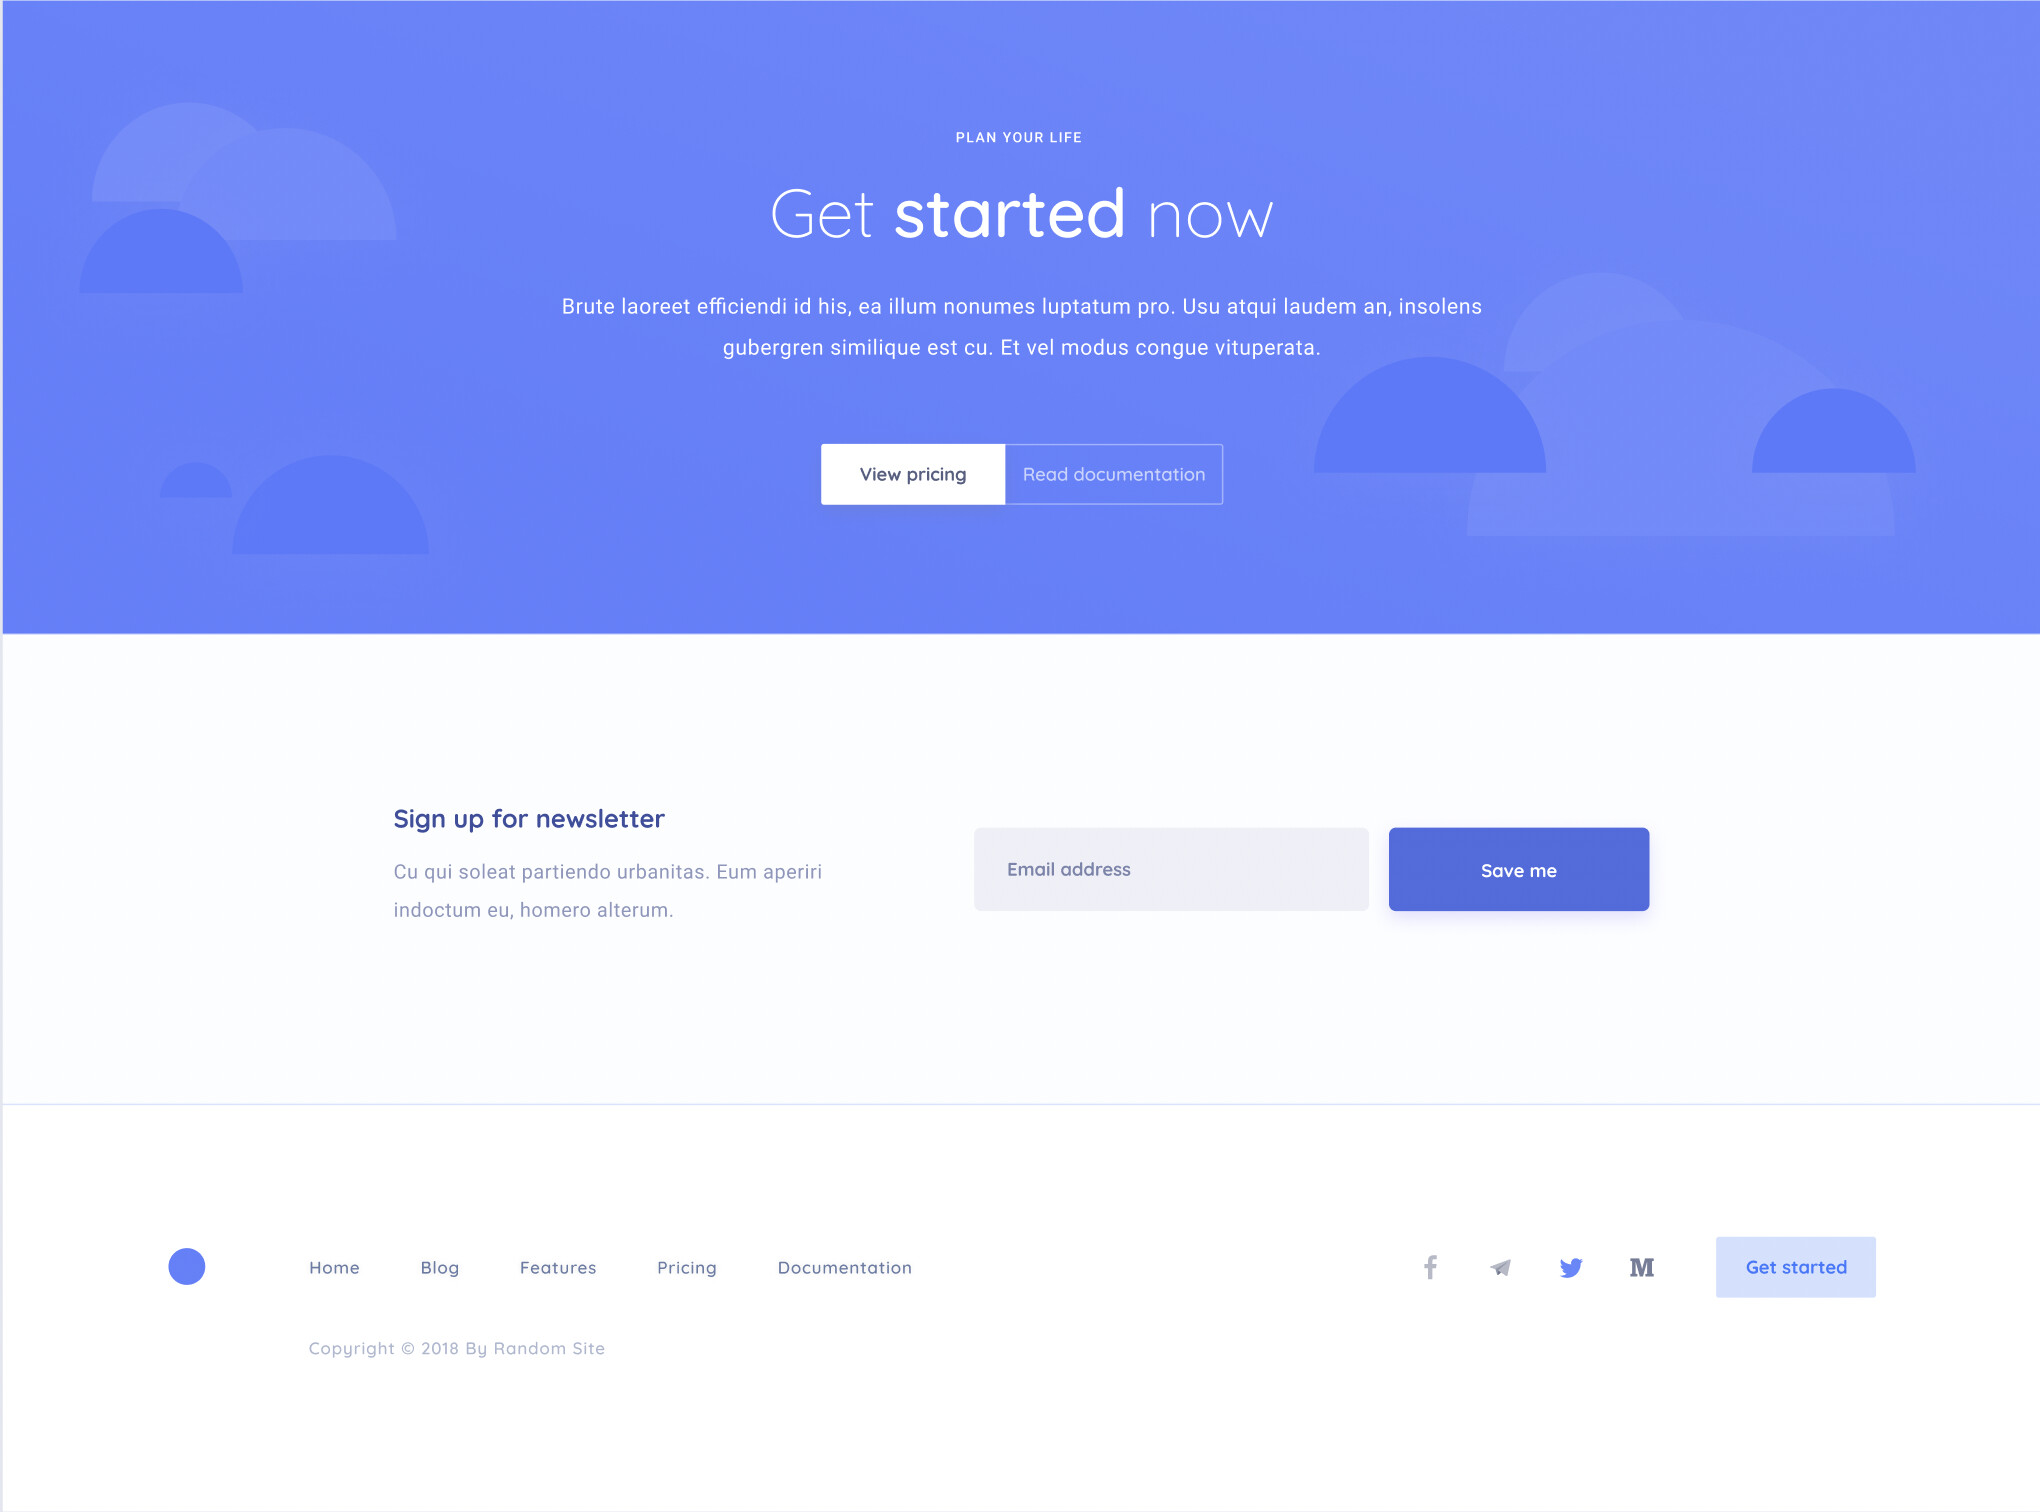 PLAN YOUR LIFE
Get started now
Brute laoreet efficiendi id his, ea illum nonumes luptatum pro. Usu atqui laudem an, insolens
gubergren similique est cu. Et vel modus congue vituperata.
View pricing
Read documentation
Sign up for newsletter
Cu qui soleat partiendo urbanitas. Eum aperiri
indoctum eu, homero alterum.
Email address
Save me
Home
Blog
Features
Pricing
Documentation
Get started
Copyright © 2018 By Random Site